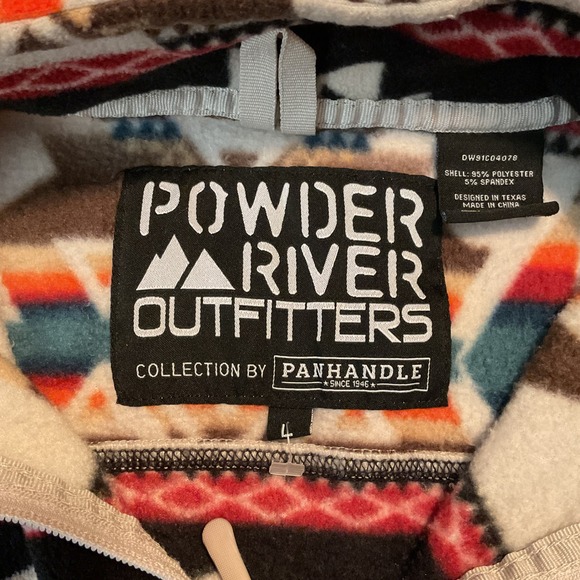 POWDER
RIVER
OUTFITTERS
COLLECTION BY PANHANDLE
SINCE 1946
DW91C04078
SHELL: 95% POLYESTER
5% SPANDEX
DESIGNED IN TEXAS
MADE IN CHINA
4